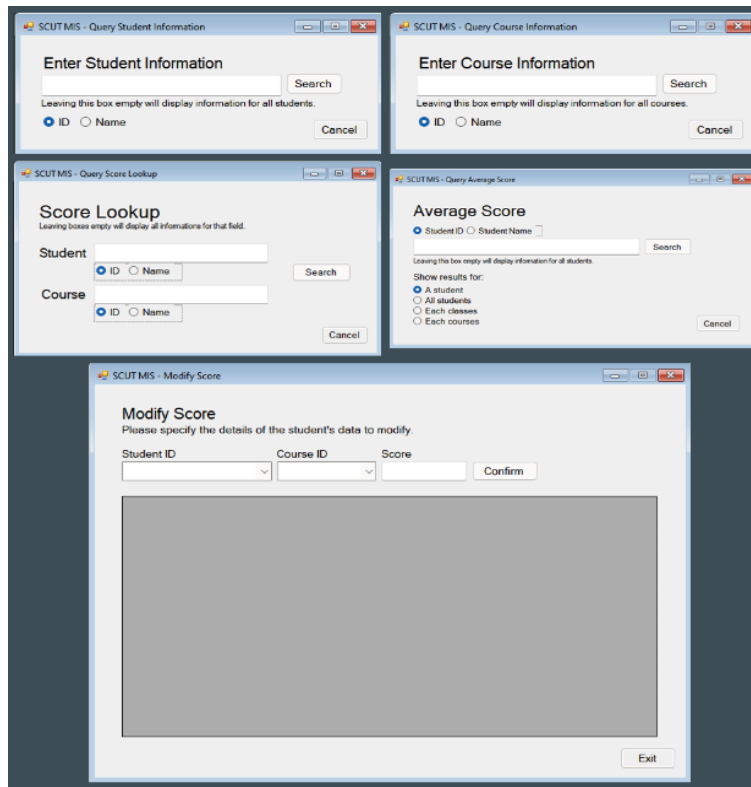 SCUT MIS - Query Student Information
Enter Student Information
Search
Leaving this box empty will display information for all students.
ID Name
Cancel
SCUT MIS - Query Course Information
Enter Course Information
Search
Leaving this box empty will display information for all courses.
ID Name
Cancel
SCUT MIS - Query Score Lookup
Score Lookup
Leaving boxes empty will display all informations for that field.
Student
ID Name
Search
Course
ID Name
Cancel
SCUT MIS - Query Average Score
Average Score
Student ID Student Name
Search
Leaving this box empty will display information for all students.
Show results for:
A student
All students
Each classes
Each courses
Cancel
SCUT MIS - Modify Score
Modify Score
Please specify the details of the student's data to modify.
Student ID Course ID Score
Confirm
Exit